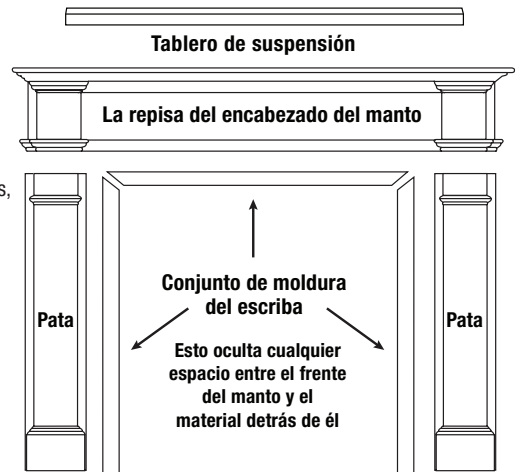 Tablero de suspensión
La repisa del encabezado del manto
s,
Conjunto de moldura
del escriba
Pata
Pata
Esto oculta cualquier
espacio entre el frente
del manto y el
material detrás de él